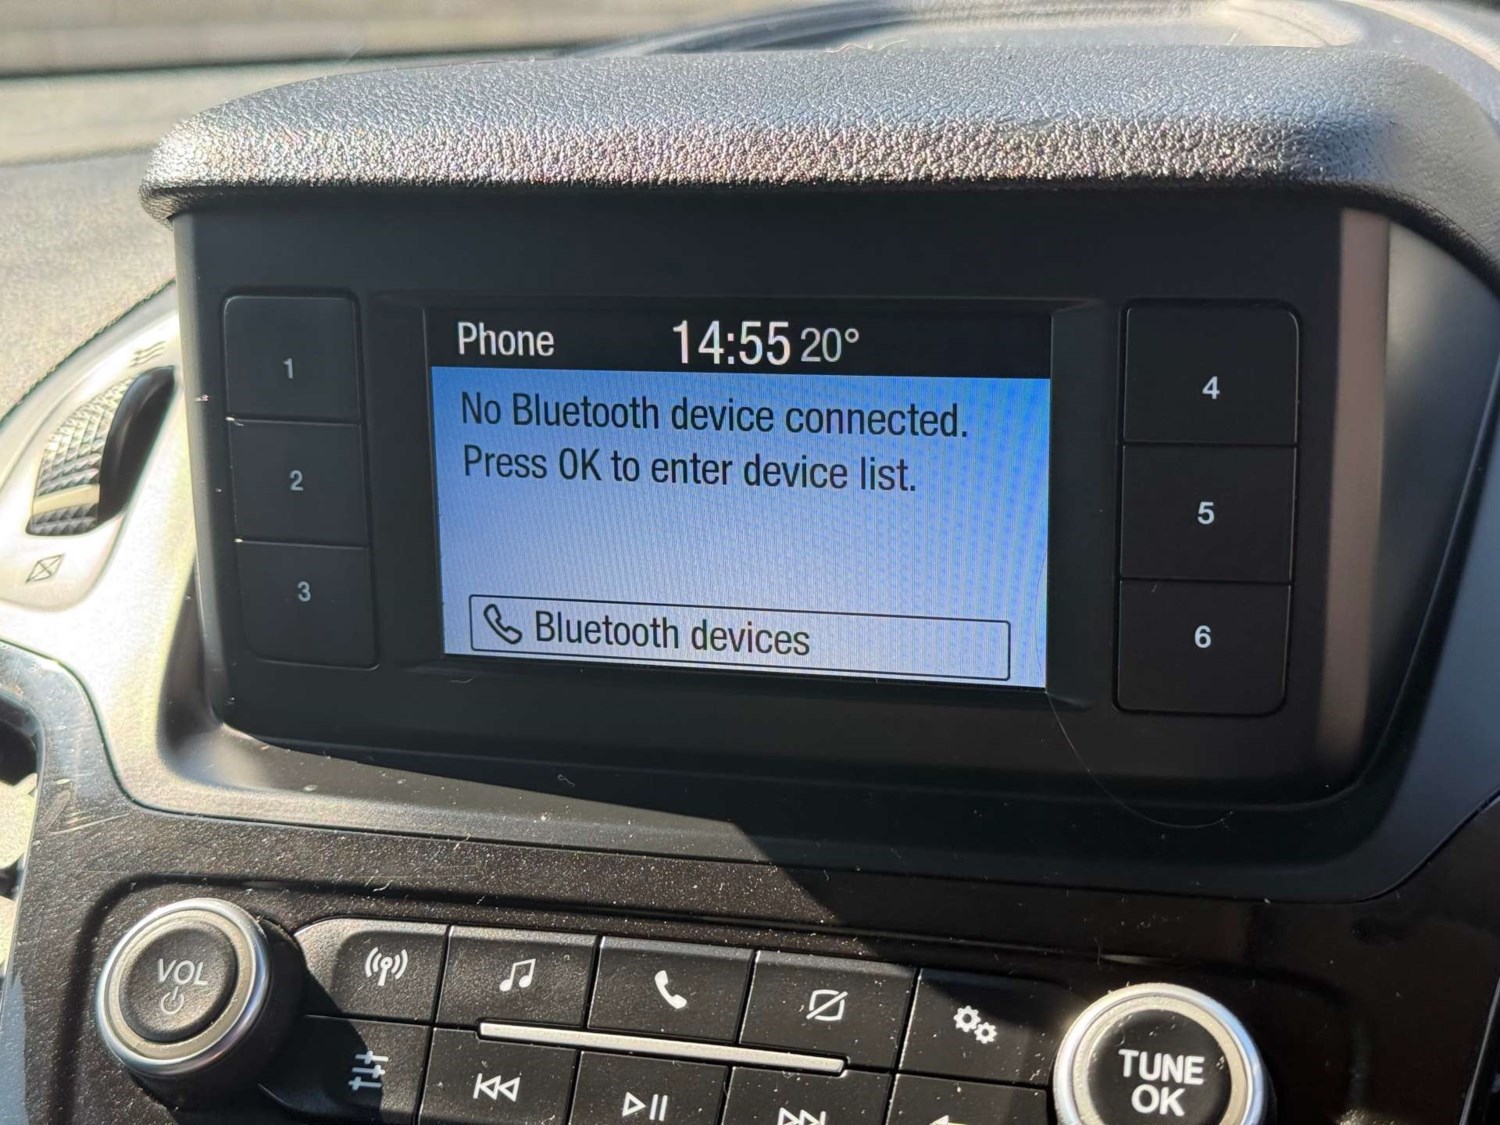 Phone 14:55 20°
No Bluetooth device connected.
Press OK to enter device list.
Bluetooth devices
1
2
3
4
5
6
VOL
TUNE
OK